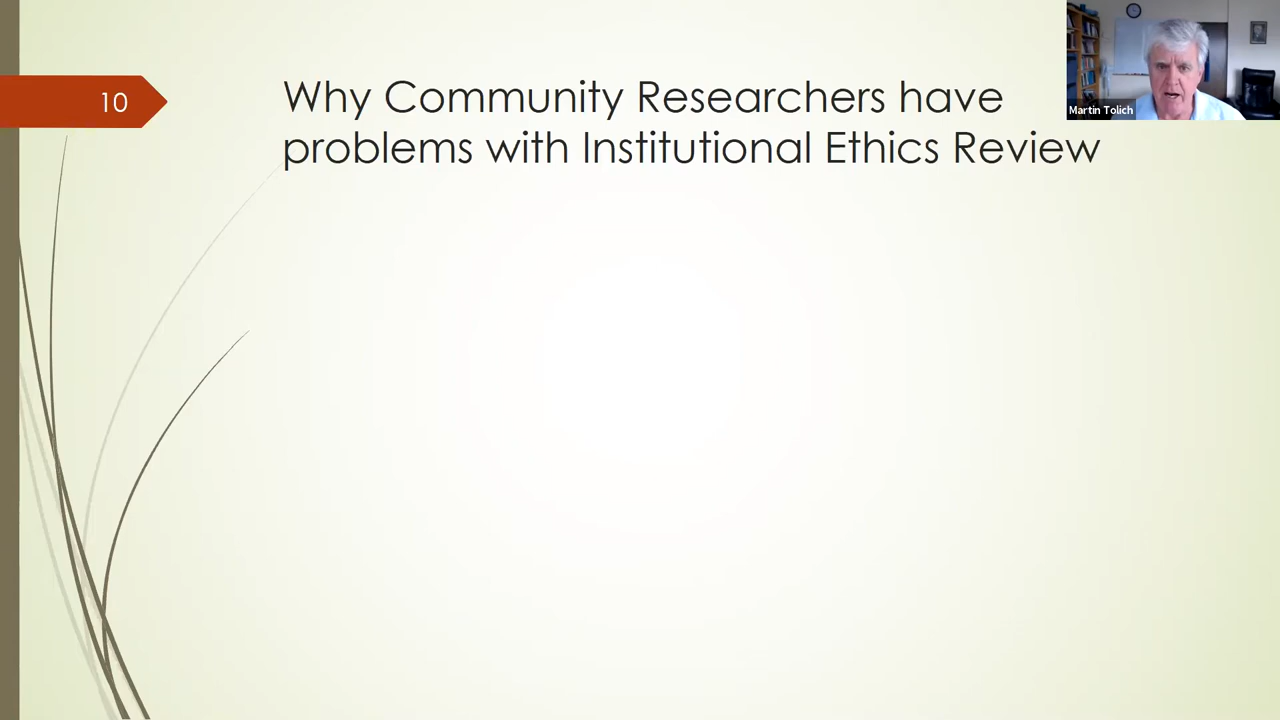 10
Why Community Researchers have
problems with Institutional Ethics Review
Martin Tolich